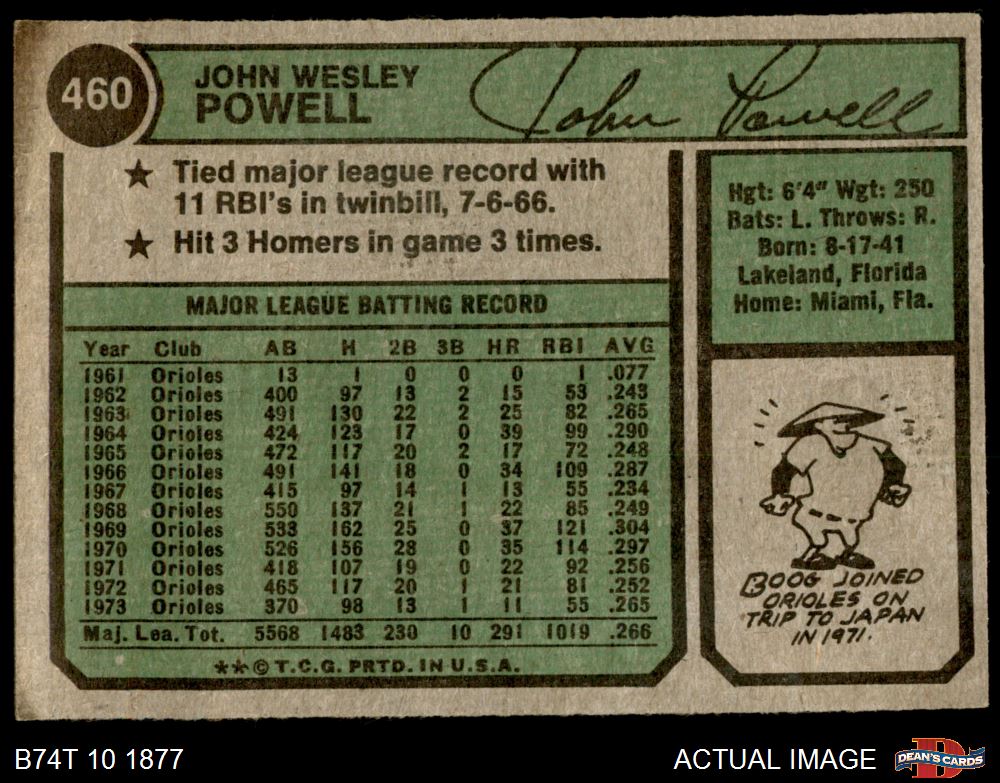 460
JOHN WESLEY
POWELL
John Powell
★ Tied major league record with
11 RBI's in twinbill, 7-6-66.
★ Hit 3 Homers in game 3 times.
Hgt: 6'4" Wgt: 250
Bats: L. Throws: R.
Born: 8-17-41
Lakeland, Florida
Home: Miami, Fla.
MAJOR LEAGUE BATTING RECORD
Year Club AB H 2B 3B HR RBI AVG
1961 Orioles 13 1 0 0 0 1 .077
1962 Orioles 400 97 13 2 15 53 .243
1963 Orioles 491 130 22 2 25 82 .265
1964 Orioles 424 123 17 0 39 99 .290
1965 Orioles 472 117 20 2 17 72 .248
1966 Orioles 491 141 18 0 34 109 .287
1967 Orioles 415 97 14 1 13 55 .234
1968 Orioles 550 137 21 1 22 85 .249
1969 Orioles 533 162 25 0 37 121 .304
1970 Orioles 526 156 28 0 35 114 .297
1971 Orioles 418 107 19 0 22 92 .256
1972 Orioles 465 117 20 1 21 81 .252
1973 Orioles 370 98 13 1 11 55 .265
Maj. Lea. Tot. 5568 1483 230 10 291 1019 .266
★★©T.C.G. PRTD. IN U.S.A.
BOOG JOINED
ORIOLES ON
TRIP TO JAPAN
IN 1971.
B74T 10 1877
ACTUAL IMAGE
D
DEAN'S CARDS